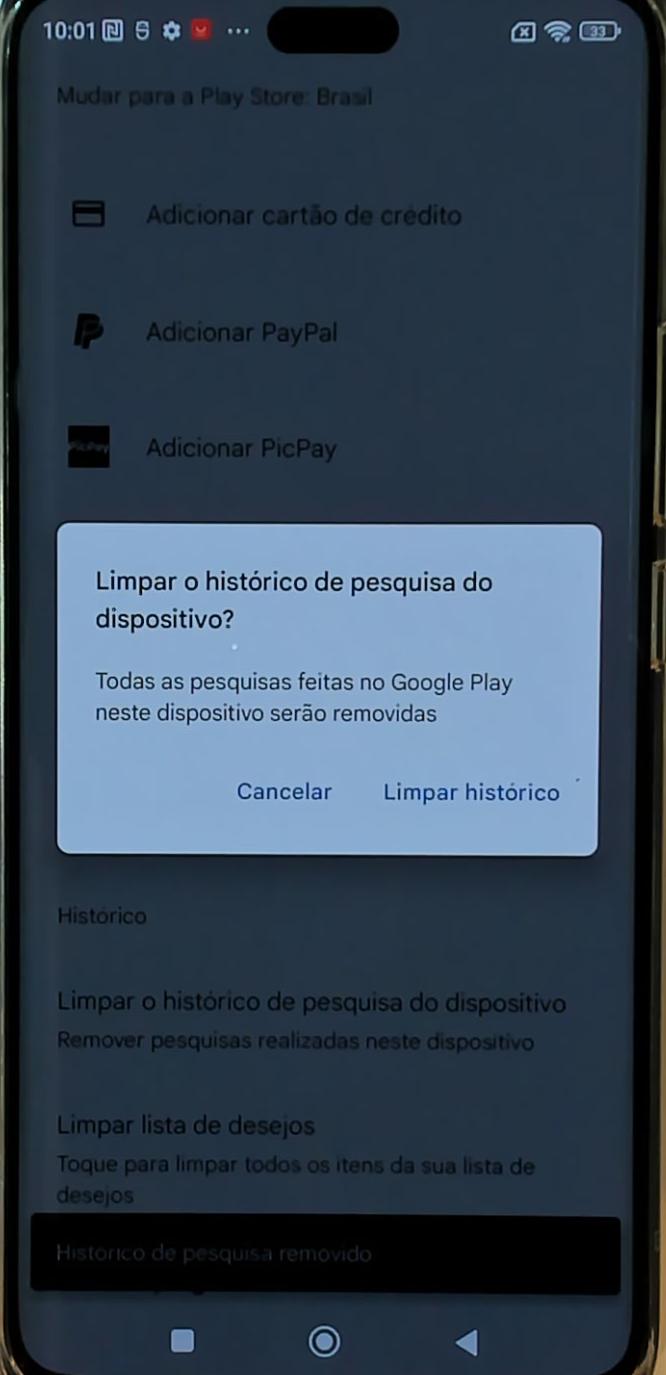 10:01
33
Mudar para a Play Store: Brasil
Adicionar cartão de crédito
Adicionar PayPal
PicPay
Adicionar PicPay
Limpar o histórico de pesquisa do
dispositivo?
Todas as pesquisas feitas no Google Play
neste dispositivo serão removidas
Cancelar
Limpar histórico
Histórico
Limpar o histórico de pesquisa do dispositivo
Remover pesquisas realizadas neste dispositivo
Limpar lista de desejos
Toque para limpar todos os itens da sua lista de
desejos
Histórico de pesquisa removido